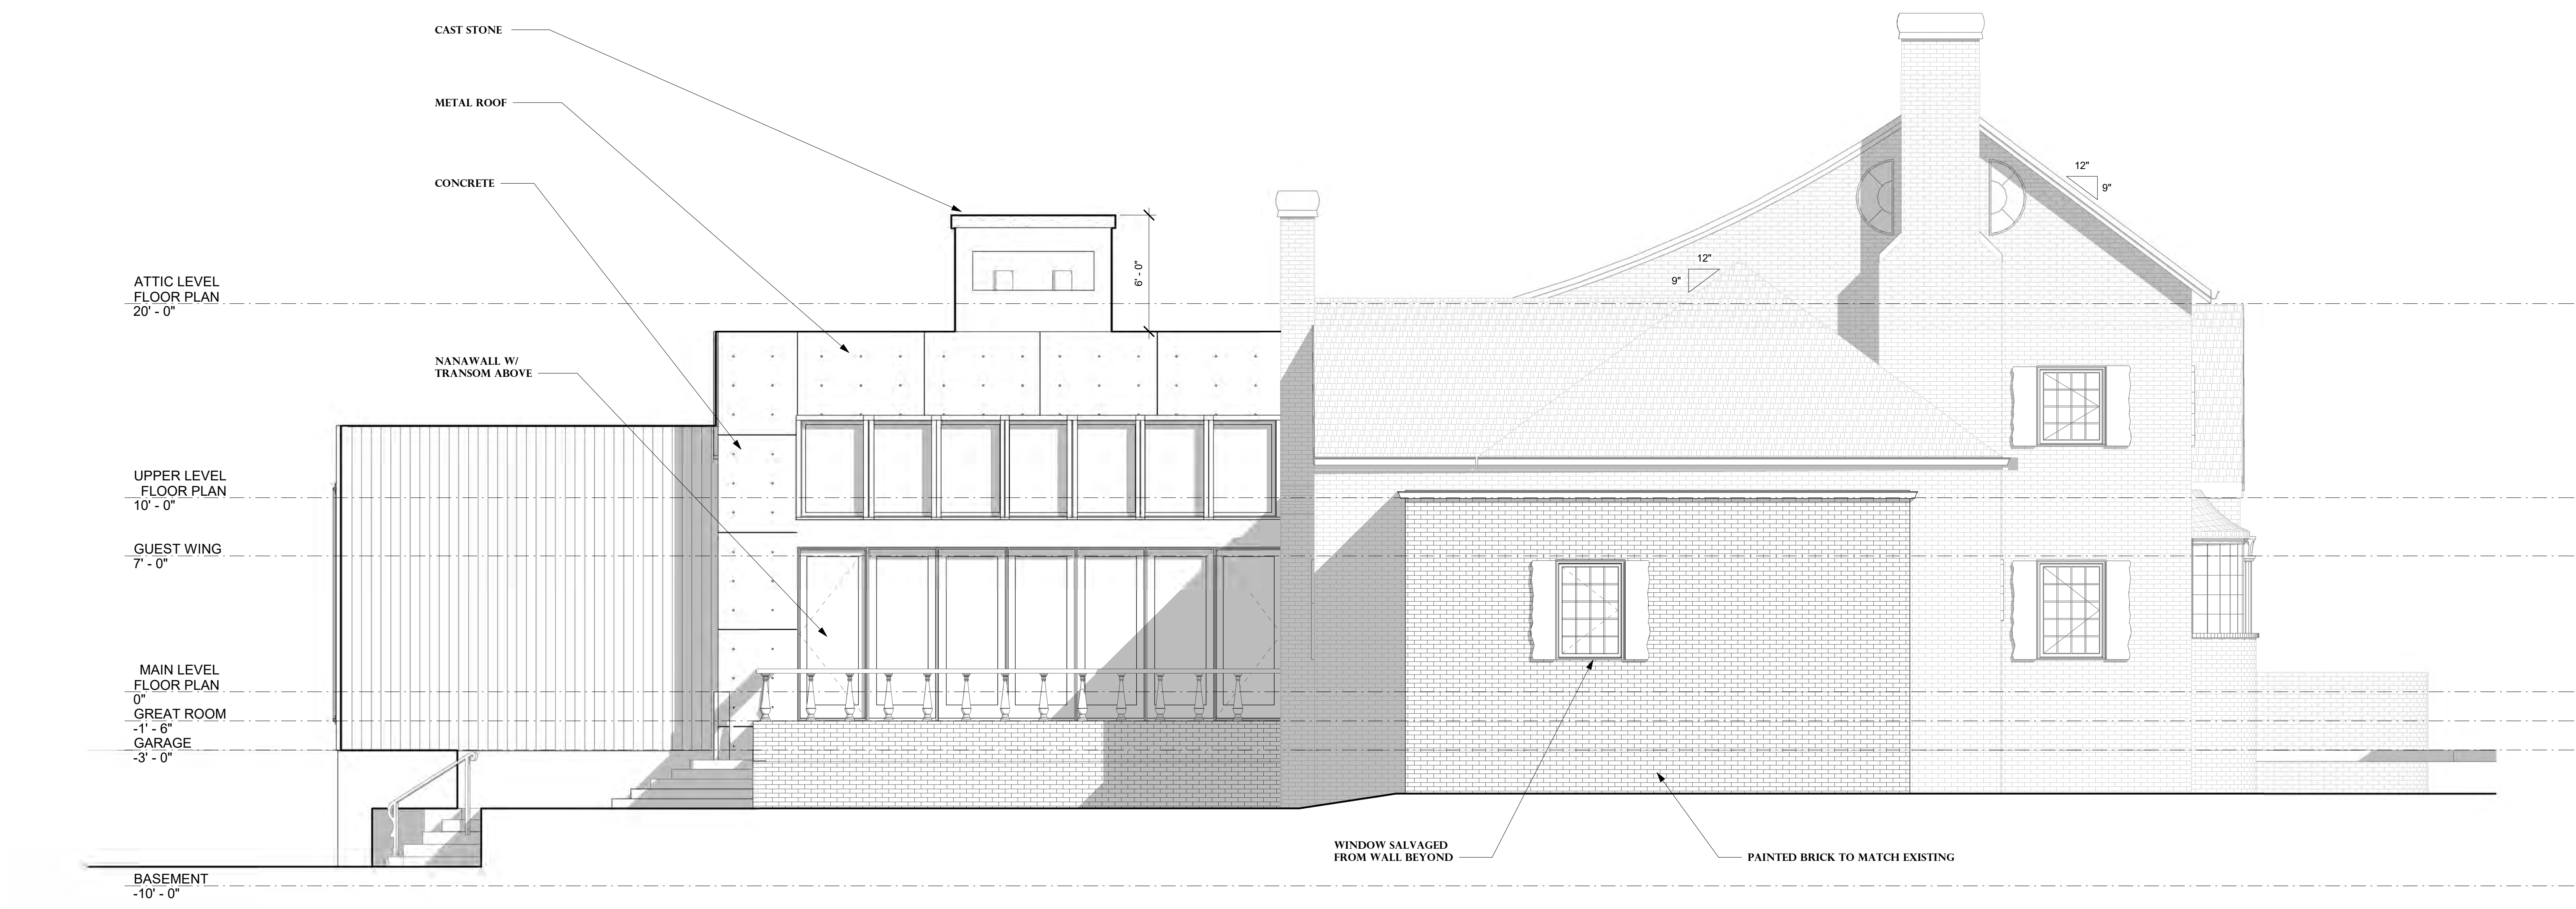 CAST STONE
METAL ROOF
CONCRETE
NANAWALL W/
TRANSOM ABOVE
6' - 0"
12"
9"
12"
9"
ATTIC LEVEL
FLOOR PLAN
20' - 0"
UPPER LEVEL
FLOOR PLAN
10' - 0"
GUEST WING
7' - 0"
MAIN LEVEL
FLOOR PLAN
0"
GREAT ROOM
-1' - 6"
GARAGE
-3' - 0"
BASEMENT
-10' - 0"
WINDOW SALVAGED
FROM WALL BEYOND
PAINTED BRICK TO MATCH EXISTING